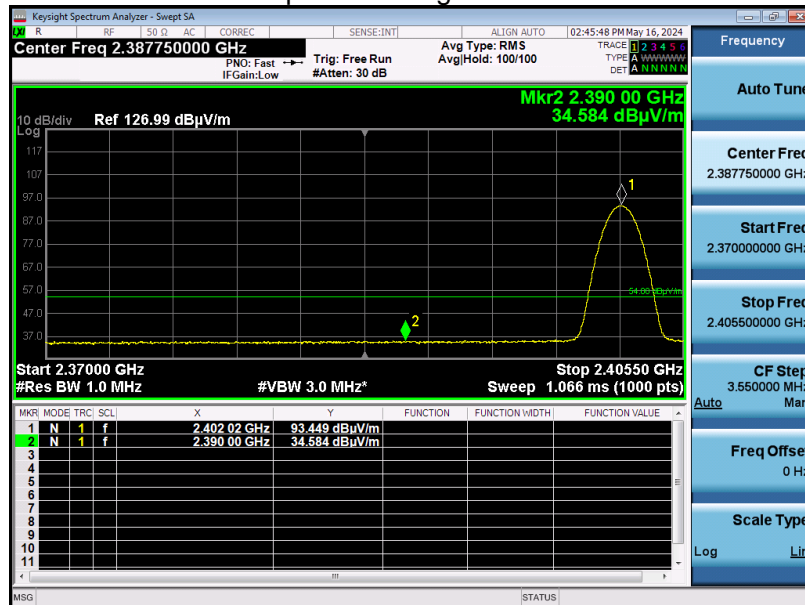 Keysight Spectrum Analyzer - Swept SA
LXI R RF 50 Ω AC CORREC SENSE:INT ALIGN AUTO 02:45:48 PM May 16, 2024
Center Freq 2.387750000 GHz
PNO: Fast
IFGain:Low
Trig: Free Run
#Atten: 30 dB
Avg Type: RMS
Avg|Hold: 100/100
TRACE 1 2 3 4 5 6
TYPE A WWWWW
DET A N N N N N
Mkr2 2.390 00 GHz
34.584 dBµV/m
10 dB/div Ref 126.99 dBµV/m
Log
117
107
97.0
87.0
77.0
67.0
57.0
47.0
37.0
1
2
54.00 dBµV/m
Start 2.37000 GHz Stop 2.40550 GHz
#Res BW 1.0 MHz #VBW 3.0 MHz* Sweep 1.066 ms (1000 pts)
MKR MODE TRC SCL X Y FUNCTION FUNCTION WIDTH FUNCTION VALUE
1 N 1 f 2.402 02 GHz 93.449 dBµV/m
2 N 1 f 2.390 00 GHz 34.584 dBµV/m
3
4
5
6
7
8
9
10
11
MSG STATUS
Frequency
Auto Tune
Center Freq
2.387750000 GHz
Start Freq
2.370000000 GHz
Stop Freq
2.405500000 GHz
CF Step
3.550000 MHz
Auto Man
Freq Offset
0 Hz
Scale Type
Log Lin